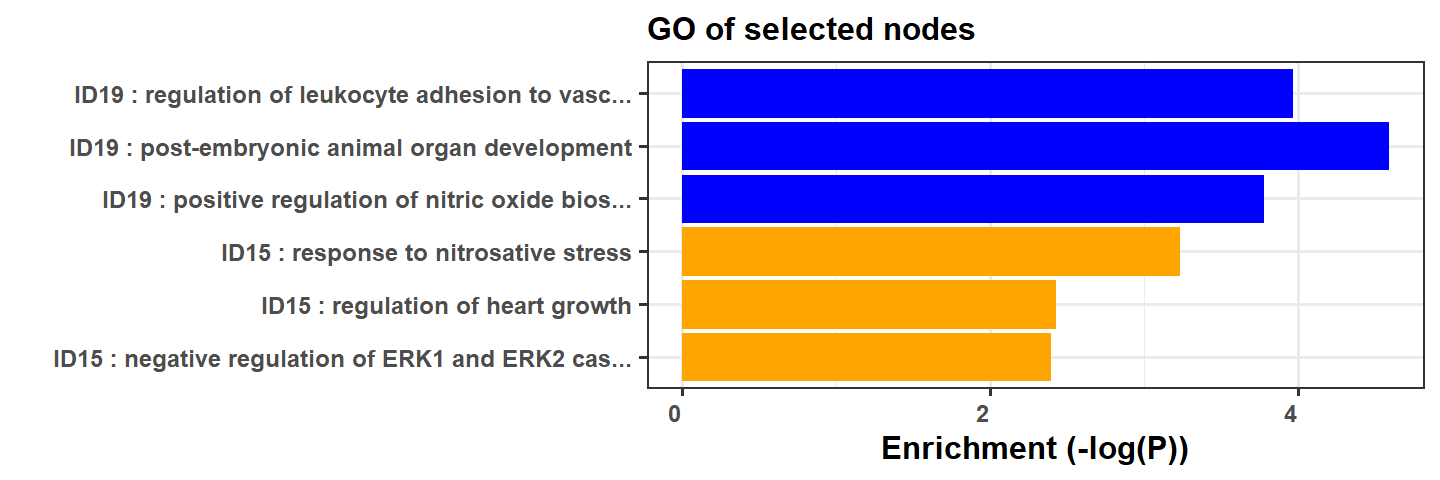 GO of selected nodes
ID19 : regulation of leukocyte adhesion to vasc...
ID19 : post-embryonic animal organ development
ID19 : positive regulation of nitric oxide bios...
ID15 : response to nitrosative stress
ID15 : regulation of heart growth
ID15 : negative regulation of ERK1 and ERK2 cas...
0 2 4
Enrichment (-log(P))